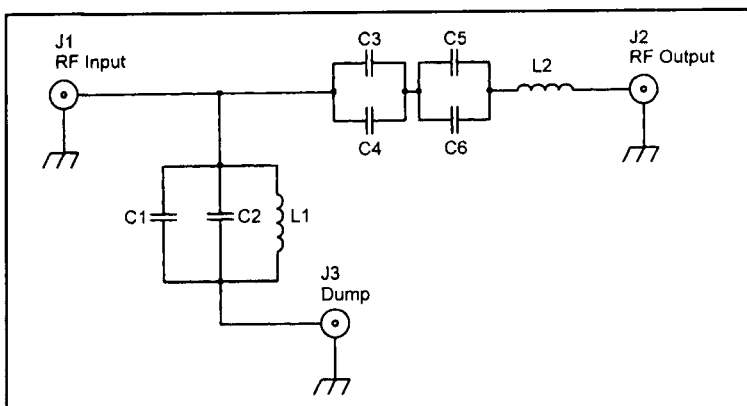 J1
RF Input
C3
C5
J2
RF Output
L2
C4
C6
C1
C2
L1
J3
Dump